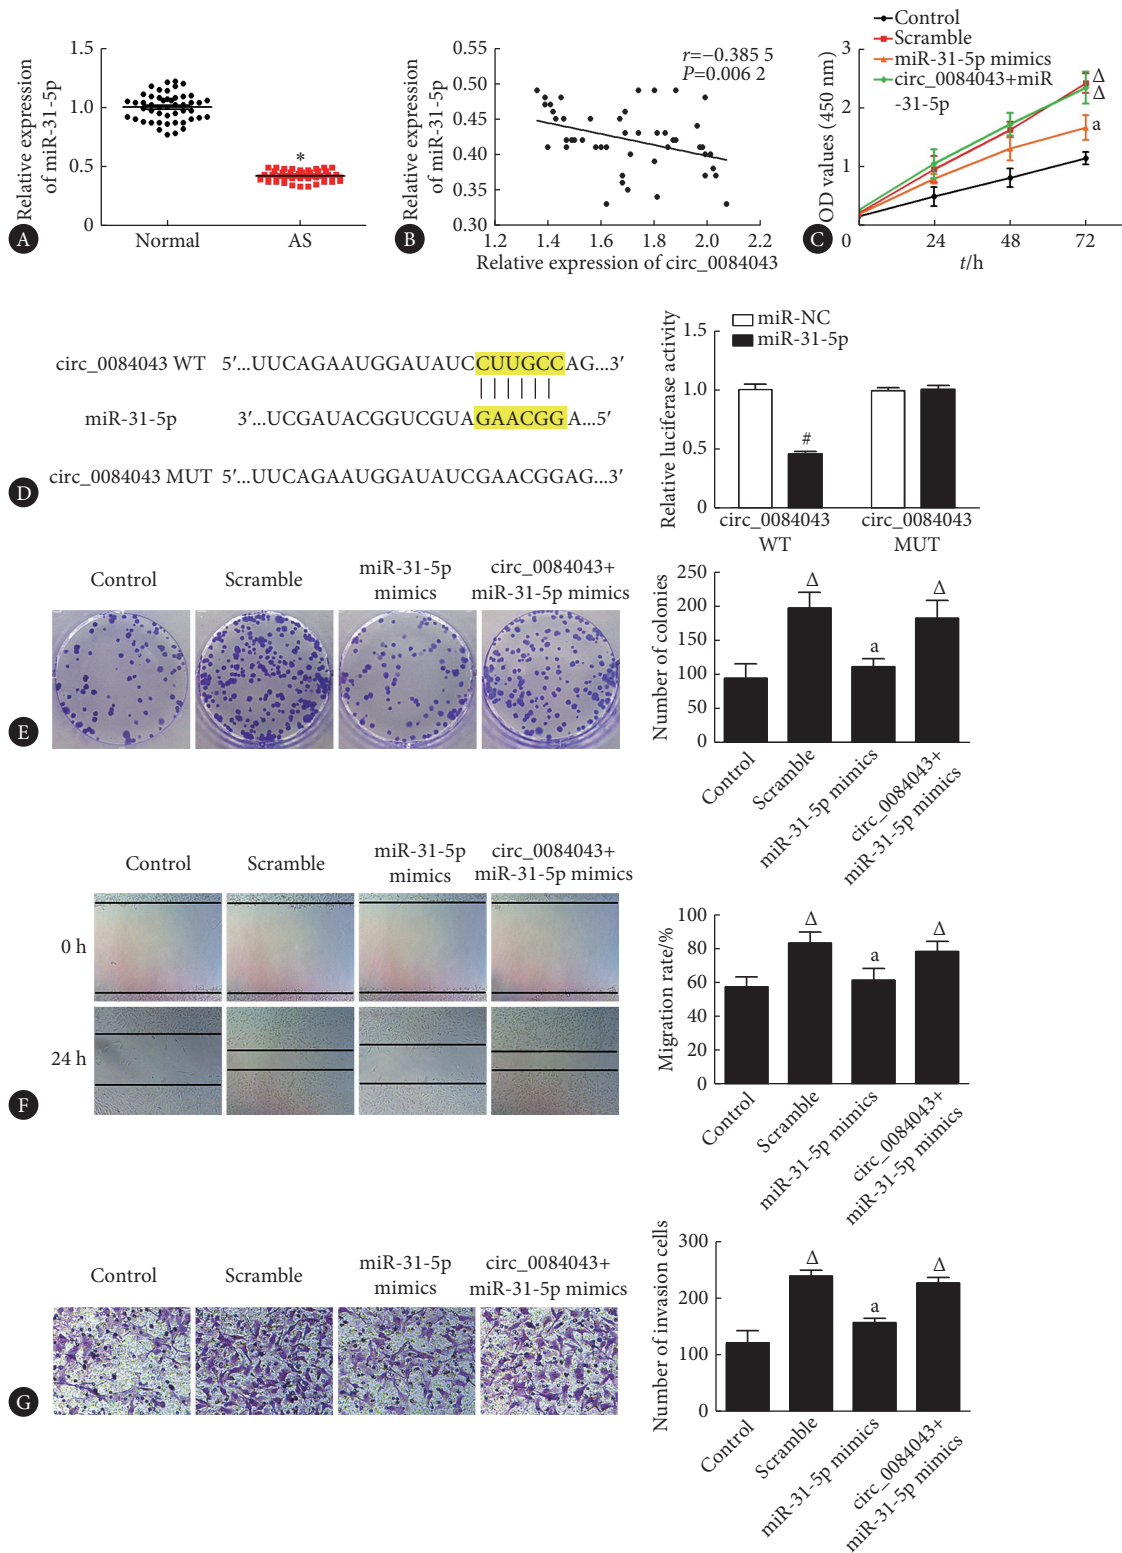 Relative expression
of miR-31-5p
1.5
1.0
0.5
0
*
Normal
AS
A
Relative expression
of miR-31-5p
0.55
0.50
0.45
0.40
0.35
0.30
r=−0.385 5
P=0.006 2
1.2
1.4
1.6
1.8
2.0
2.2
Relative expression of circ_0084043
B
Control
Scramble
miR-31-5p mimics
circ_0084043+miR
-31-5p
OD values (450 nm)
3
2
1
0
Δ
Δ
a
24
48
72
t/h
C
circ_0084043 WT 5′...UUCAGAAUGGAUAUCCUUGCCAG...3′
miR-31-5p 3′...UCGAUACGGUCGUAGAACGGA...5′
circ_0084043 MUT 5′...UUCAGAAUGGAUAUCGAACGGAG...3′
D
miR-NC
miR-31-5p
Relative luciferase activity
1.5
1.0
0.5
0
#
circ_0084043
WT
circ_0084043
MUT
Control
Scramble
miR-31-5p
mimics
circ_0084043+
miR-31-5p mimics
E
Number of colonies
250
200
150
100
50
0
Δ
a
Δ
Control
Scramble
miR-31-5p mimics
circ_0084043+
miR-31-5p mimics
Control
Scramble
miR-31-5p
mimics
circ_0084043+
miR-31-5p mimics
0 h
24 h
F
Migration rate/%
100
80
60
40
20
0
Δ
a
Δ
Control
Scramble
miR-31-5p mimics
circ_0084043+
miR-31-5p mimics
Control
Scramble
miR-31-5p
mimics
circ_0084043+
miR-31-5p mimics
G
Number of invasion cells
300
200
100
0
Δ
a
Δ
Control
Scramble
miR-31-5p mimics
circ_0084043+
miR-31-5p mimics